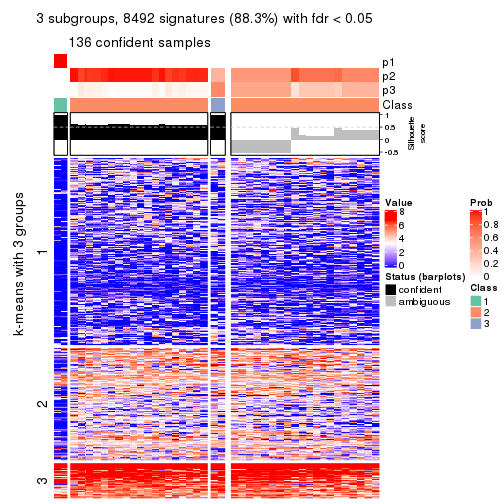 3 subgroups, 8492 signatures (88.3%) with fdr < 0.05
136 confident samples
p1
p2
p3
Class
1
0.5
0
-0.5
Silhouette
score
k-means with 3 groups
1
2
3
Value
8
6
4
2
0
Status (barplots)
confident
ambiguous
Prob
1
0.8
0.6
0.4
0.2
0
Class
1
2
3